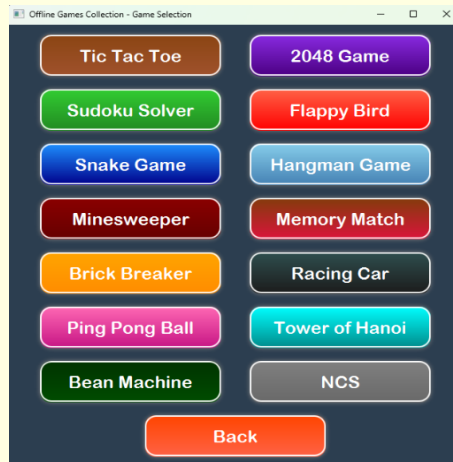 Offline Games Collection - Game Selection
Tic Tac Toe
2048 Game
Sudoku Solver
Flappy Bird
Snake Game
Hangman Game
Minesweeper
Memory Match
Brick Breaker
Racing Car
Ping Pong Ball
Tower of Hanoi
Bean Machine
NCS
Back